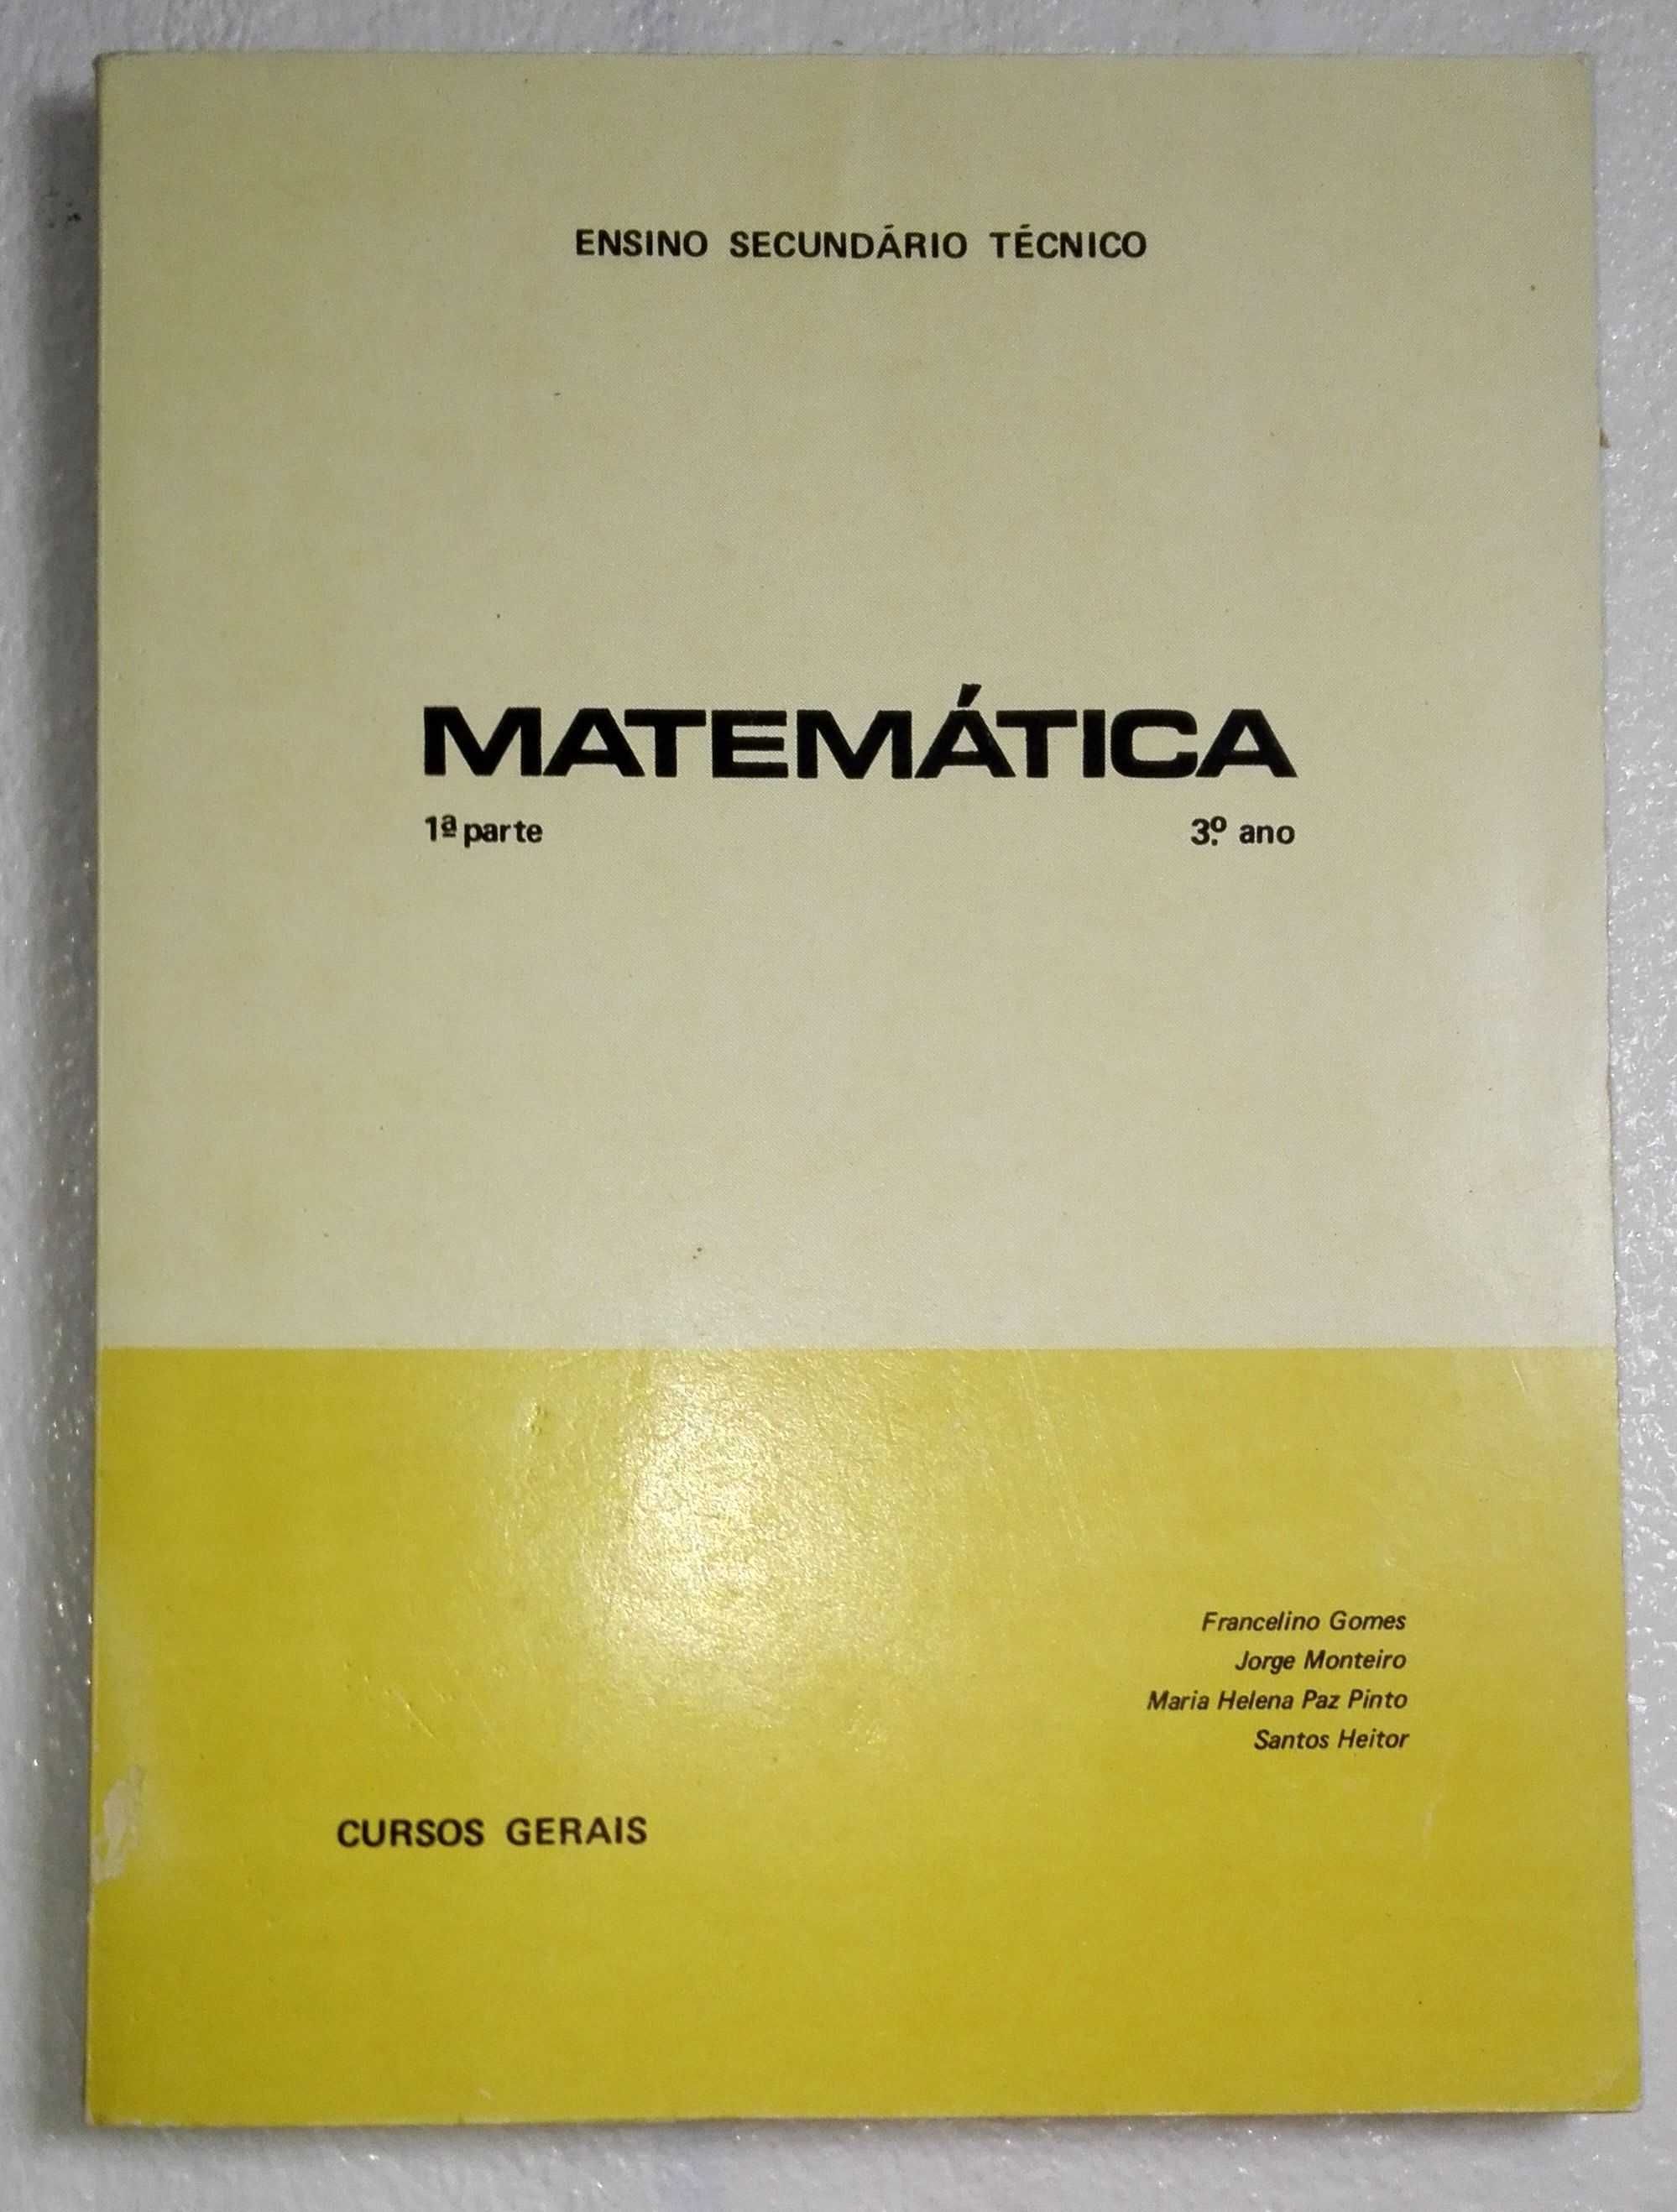 ENSINO SECUNDÁRIO TÉCNICO
MATEMÁTICA
1ª parte 3º. ano
Francelino Gomes
Jorge Monteiro
Maria Helena Paz Pinto
Santos Heitor
CURSOS GERAIS